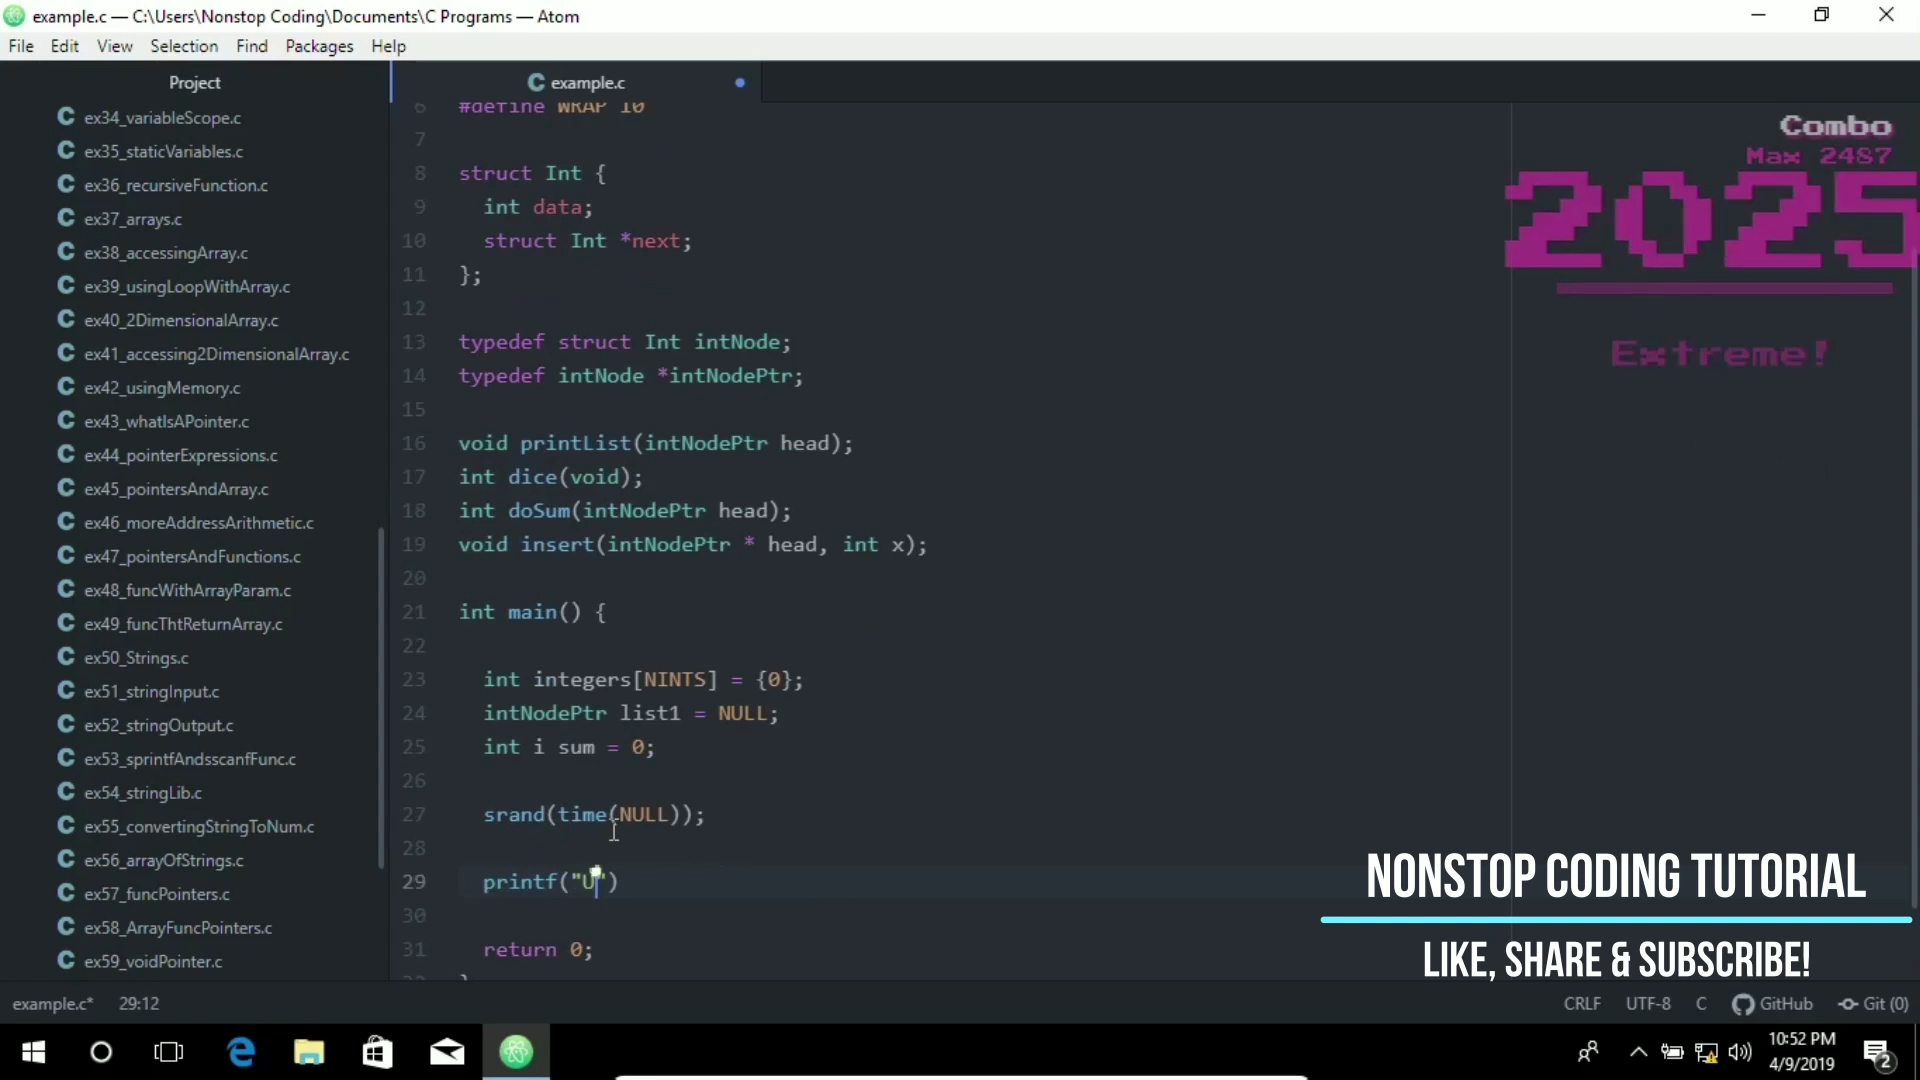 example.c — C:\Users\Nonstop Coding\Documents\C Programs — Atom
File Edit View Selection Find Packages Help
Project
ex34_variableScope.c
ex35_staticVariables.c
ex36_recursiveFunction.c
ex37_arrays.c
ex38_accessingArray.c
ex39_usingLoopWithArray.c
ex40_2DimensionalArray.c
ex41_accessing2DimensionalArray.c
ex42_usingMemory.c
ex43_whatIsAPointer.c
ex44_pointerExpressions.c
ex45_pointersAndArray.c
ex46_moreAddressArithmetic.c
ex47_pointersAndFunctions.c
ex48_funcWithArrayParam.c
ex49_funcThtReturnArray.c
ex50_Strings.c
ex51_stringInput.c
ex52_stringOutput.c
ex53_sprintfAndsscanfFunc.c
ex54_stringLib.c
ex55_convertingStringToNum.c
ex56_arrayOfStrings.c
ex57_funcPointers.c
ex58_ArrayFuncPointers.c
ex59_voidPointer.c
example.c
6 #define WRAP 10
7
8 struct Int {
9 int data;
10 struct Int *next;
11 };
12
13 typedef struct Int intNode;
14 typedef intNode *intNodePtr;
15
16 void printList(intNodePtr head);
17 int dice(void);
18 int doSum(intNodePtr head);
19 void insert(intNodePtr * head, int x);
20
21 int main() {
22
23 int integers[NINTS] = {0};
24 intNodePtr list1 = NULL;
25 int i sum = 0;
26
27 srand(time(NULL));
28
29 printf("U")
30
31 return 0;
Combo
Max 2487
2025
Extreme!
NONSTOP CODING TUTORIAL
LIKE, SHARE & SUBSCRIBE!
example.c* 29:12 CRLF UTF-8 C GitHub Git (0)
10:52 PM
4/9/2019
2